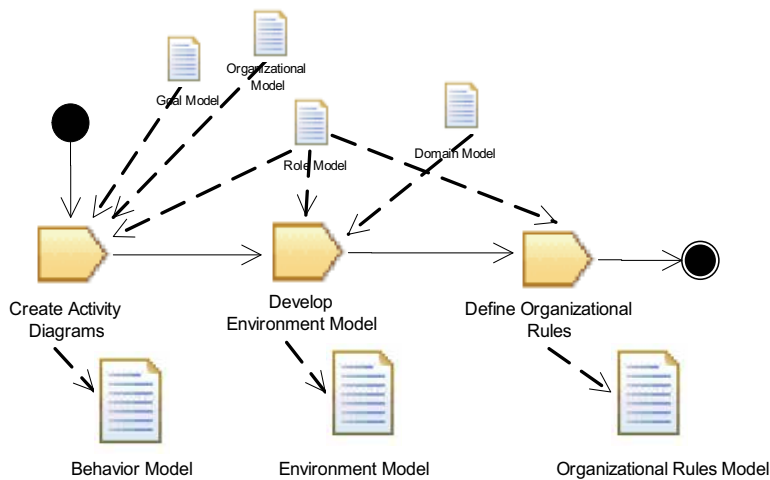 Organizational
Model
Goal Model
Role Model
Domain Model
Create Activity
Diagrams
Develop
Environment Model
Define Organizational
Rules
Behavior Model
Environment Model
Organizational Rules Model